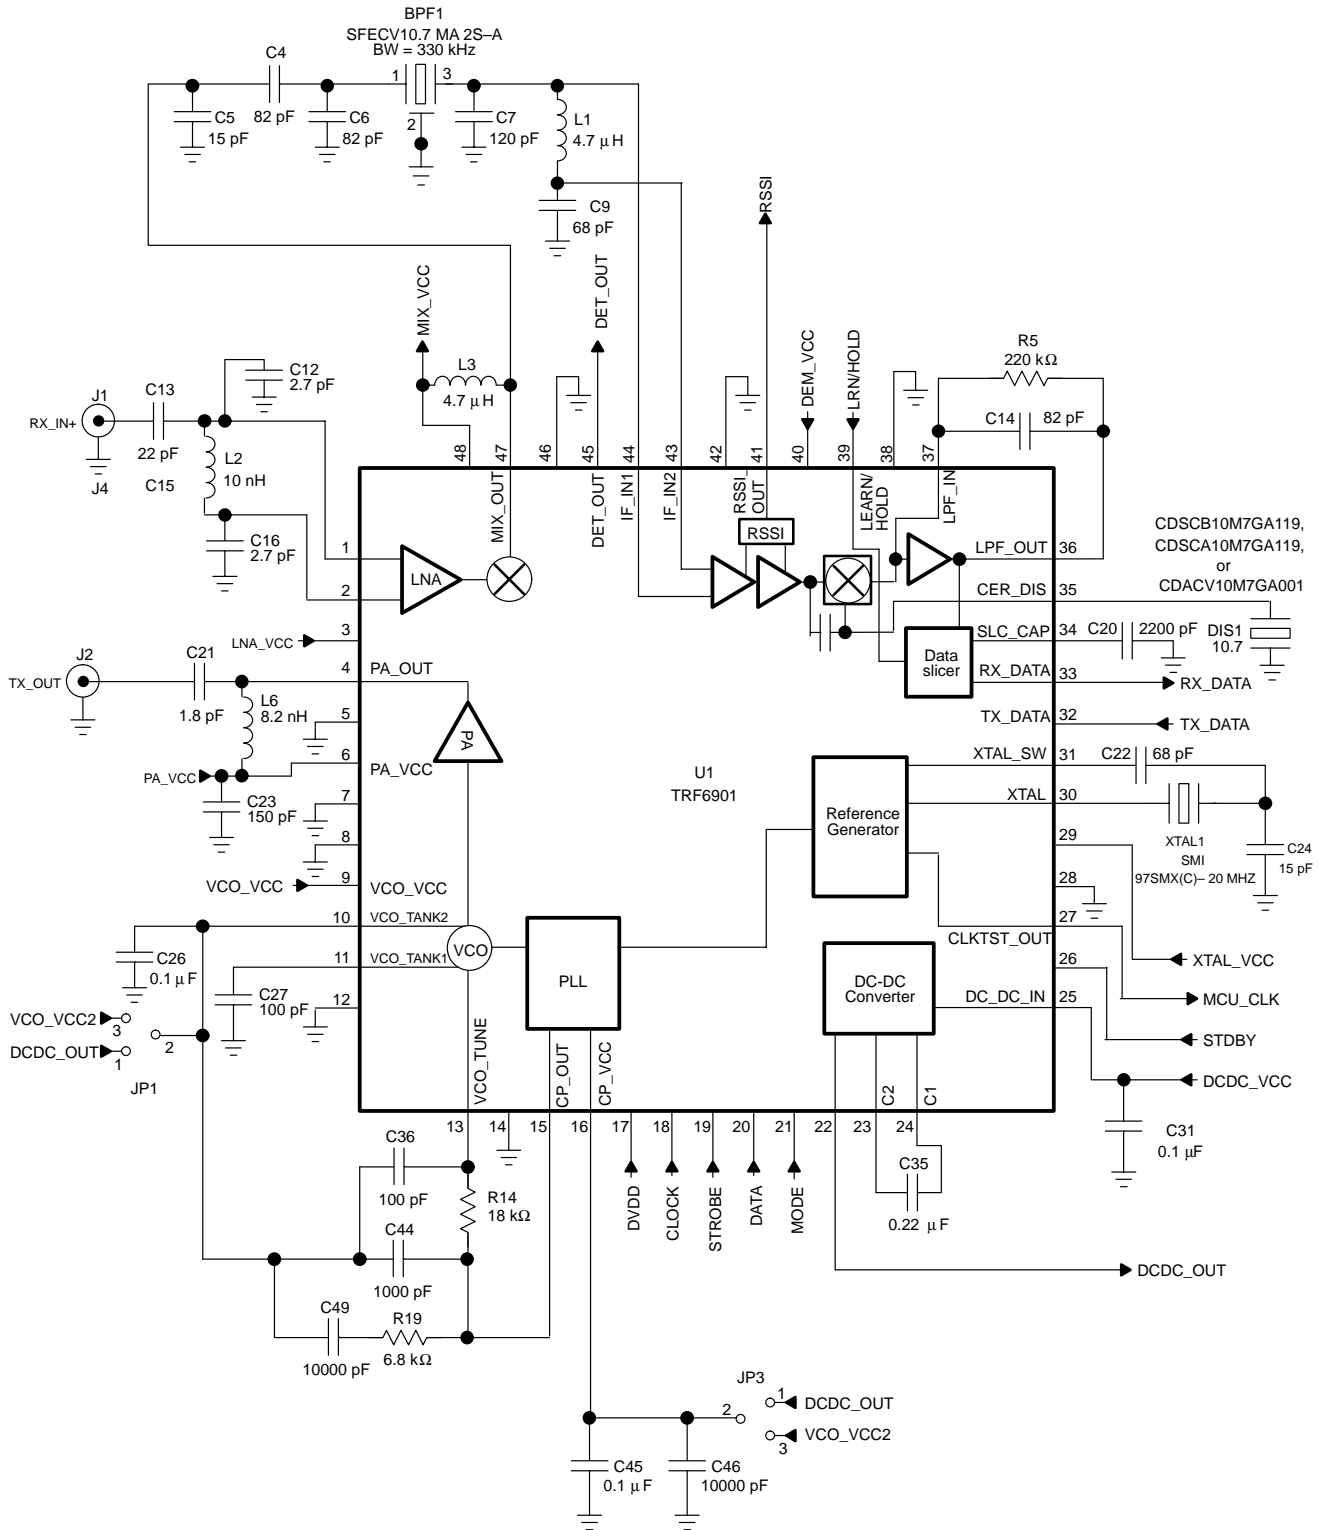 BPF1
SFECV10.7 MA 2S–A
BW = 330 kHz
C4
82 pF
1
3
2
C5
15 pF
C6
82 pF
C7
120 pF
L1
4.7 μH
C9
68 pF
RSSI
MIX_VCC
DET_OUT
DEM_VCC
LRN/HOLD
R5
220 kΩ
C14
82 pF
C12
2.7 pF
L3
4.7 μH
J1
RX_IN+
J4
C13
22 pF
C15
L2
10 nH
C16
2.7 pF
48
47
46
45
44
43
42
41
40
39
38
37
MIX_OUT
DET_OUT
IF_IN1
IF_IN2
RSSI_
OUT
LEARN/
HOLD
LPF_IN
RSSI
LNA
1
2
LNA_VCC
3
LPF_OUT
36
CER_DIS
35
SLC_CAP
34
RX_DATA
33
TX_DATA
32
XTAL_SW
31
XTAL
30
29
28
27
CLKTST_OUT
26
DC_DC_IN
25
CDSCB10M7GA119,
CDSCA10M7GA119,
or
CDACV10M7GA001
DIS1
10.7
C20
2200 pF
RX_DATA
TX_DATA
Data
slicer
C22
68 pF
XTAL1
SMI
97SMX(C)– 20 MHZ
C24
15 pF
XTAL_VCC
MCU_CLK
STDBY
DCDC_VCC
C31
0.1 μF
J2
TX_OUT
C21
1.8 pF
L6
8.2 nH
4
PA_OUT
5
6
PA_VCC
PA_VCC
C23
150 pF
7
8
PA
U1
TRF6901
Reference
Generator
VCO_VCC
9
VCO_VCC
10
VCO_TANK2
11
VCO_TANK1
12
VCO
PLL
DC-DC
Converter
C26
0.1 μF
C27
100 pF
VCO_VCC2
3
2
DCDC_OUT
1
JP1
VCO_TUNE
CP_OUT
CP_VCC
C2
C1
13
14
15
16
17
18
19
20
21
22
23
24
DVDD
CLOCK
STROBE
DATA
MODE
C35
0.22 μF
DCDC_OUT
C36
100 pF
R14
18 kΩ
C44
1000 pF
C49
10000 pF
R19
6.8 kΩ
JP3
1
DCDC_OUT
2
3
VCO_VCC2
C45
0.1 μF
C46
10000 pF